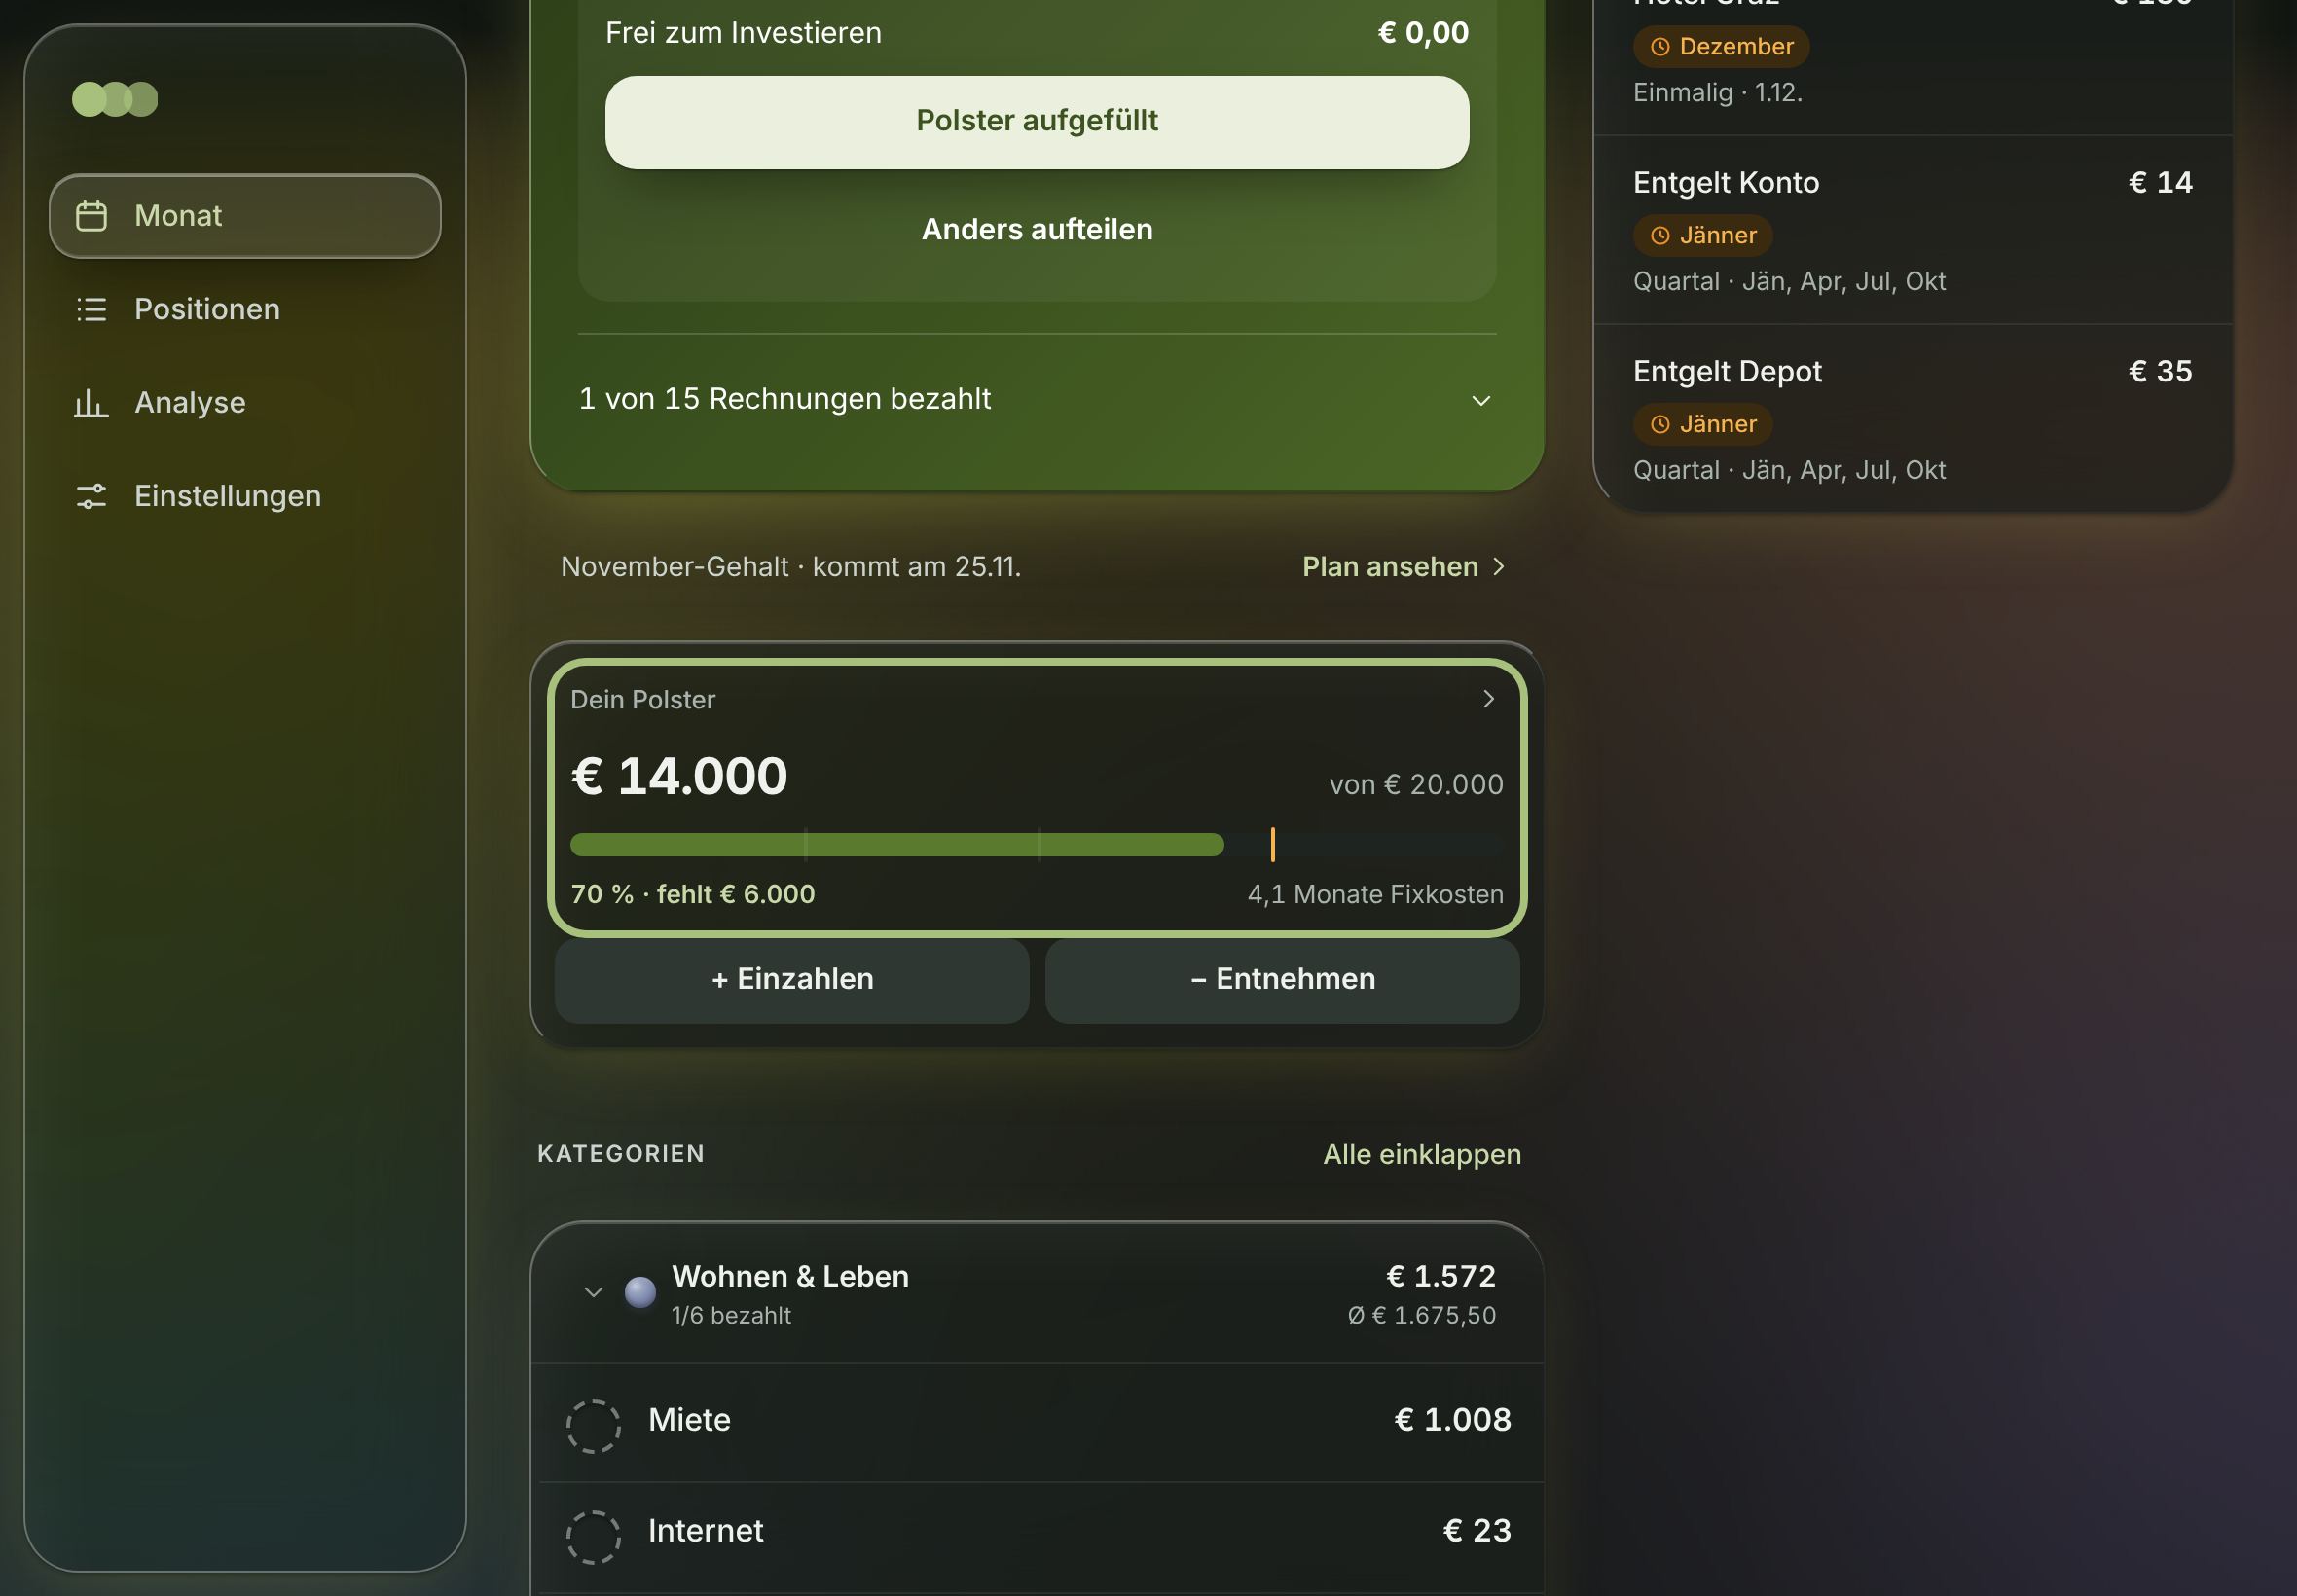 Monat
Positionen
Analyse
Einstellungen
Frei zum Investieren € 0,00
Polster aufgefüllt
Anders aufteilen
1 von 15 Rechnungen bezahlt
November-Gehalt · kommt am 25.11. Plan ansehen
Dein Polster
€ 14.000 von € 20.000
70 % · fehlt € 6.000 4,1 Monate Fixkosten
+ Einzahlen – Entnehmen
KATEGORIEN Alle einklappen
Wohnen & Leben € 1.572
1/6 bezahlt Ø € 1.675,50
Miete € 1.008
Internet € 23
Dezember
Einmalig · 1.12.
Entgelt Konto € 14
Jänner
Quartal · Jän, Apr, Jul, Okt
Entgelt Depot € 35
Jänner
Quartal · Jän, Apr, Jul, Okt